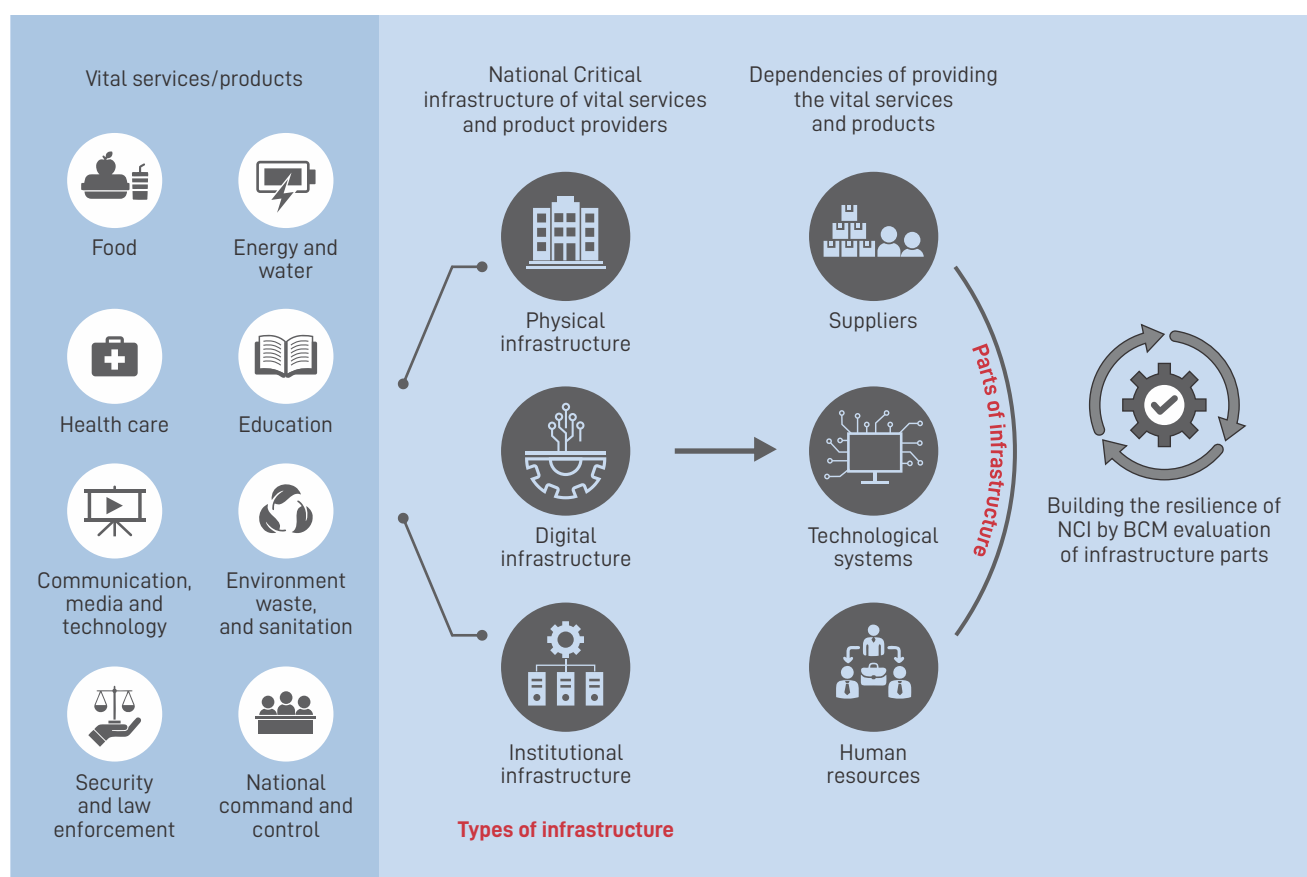 Vital services/products
Food
Energy and
water
Health care
Education
Communication,
media and
technology
Environment
waste,
and sanitation
Security
and law
enforcement
National
command and
control
National Critical
infrastructure of vital services
and product providers
Physical
infrastructure
Digital
infrastructure
Institutional
infrastructure
Types of infrastructure
Dependencies of providing
the vital services
and products
Suppliers
Technological
systems
Human
resources
Parts of infrastructure
Building the resilience of
NCI by BCM evaluation
of infrastructure parts